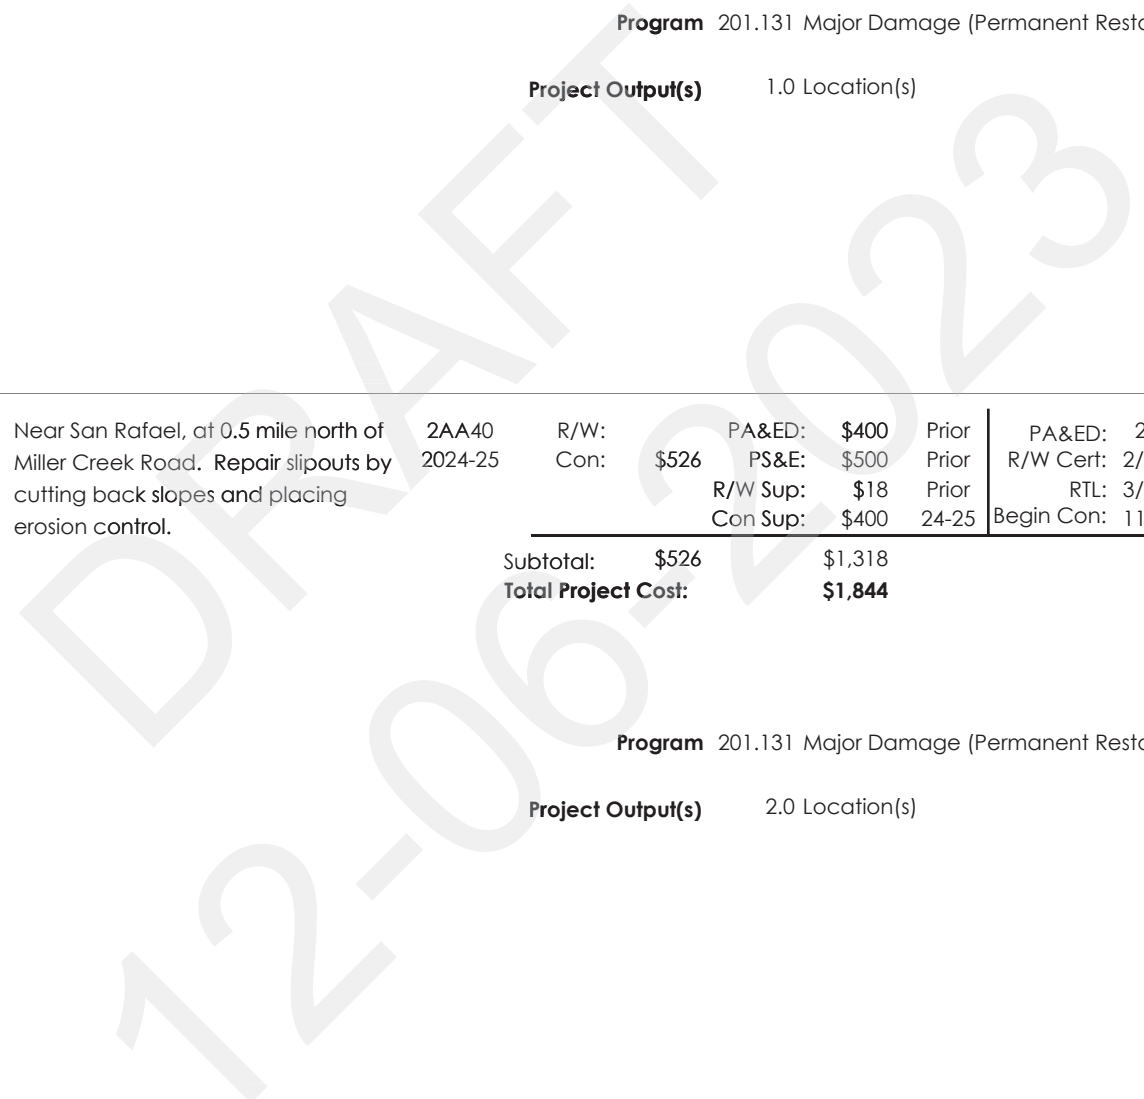 Program 201.131 Major Damage (Permanent
Project Output(s) 1.0 Location(s)
Near San Rafael, at 0.5 mile north of 2AA40 R/W: PA&ED: $400 Prior PA&ED: 2
Miller Creek Road. Repair slipouts by 2024-25 Con: $526 PS&E: $500 Prior R/W Cert: 2/
cutting back slopes and placing R/W Sup: $18 Prior RTL: 3/
erosion control. Con Sup: $400 24-25 Begin Con: 11
Subtotal: $526 $1,318
Total Project Cost: $1,844
Program 201.131 Major Damage (Permanent
Project Output(s) 2.0 Location(s)
DRAFT
12-06-2023